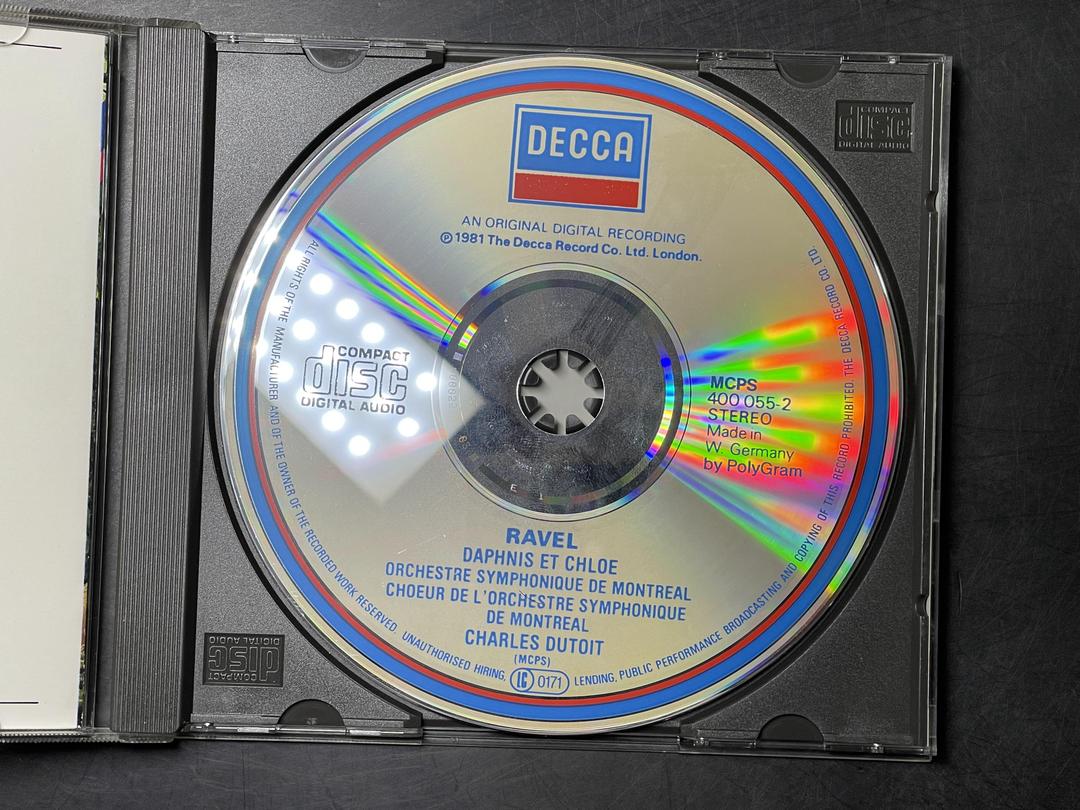 COMPACT
disc
DIGITAL AUDIO
DECCA
AN ORIGINAL DIGITAL RECORDING
℗ 1981 The Decca Record Co. Ltd. London.
COMPACT
disc
DIGITAL AUDIO
MCPS
400 055-2
STEREO
Made in
W. Germany
by PolyGram
RAVEL
DAPHNIS ET CHLOE
ORCHESTRE SYMPHONIQUE DE MONTREAL
CHOEUR DE L'ORCHESTRE SYMPHONIQUE
DE MONTREAL
CHARLES DUTOIT
(MCPS)
LC 0171
ALL RIGHTS OF THE MANUFACTURER AND OF THE OWNER OF THE RECORDED WORK RESERVED. UNAUTHORISED HIRING, LENDING, PUBLIC PERFORMANCE BROADCASTING AND COPYING OF THIS RECORD PROHIBITED. THE DECCA RECORD CO. LTD.
COMPACT
disc
DIGITAL AUDIO